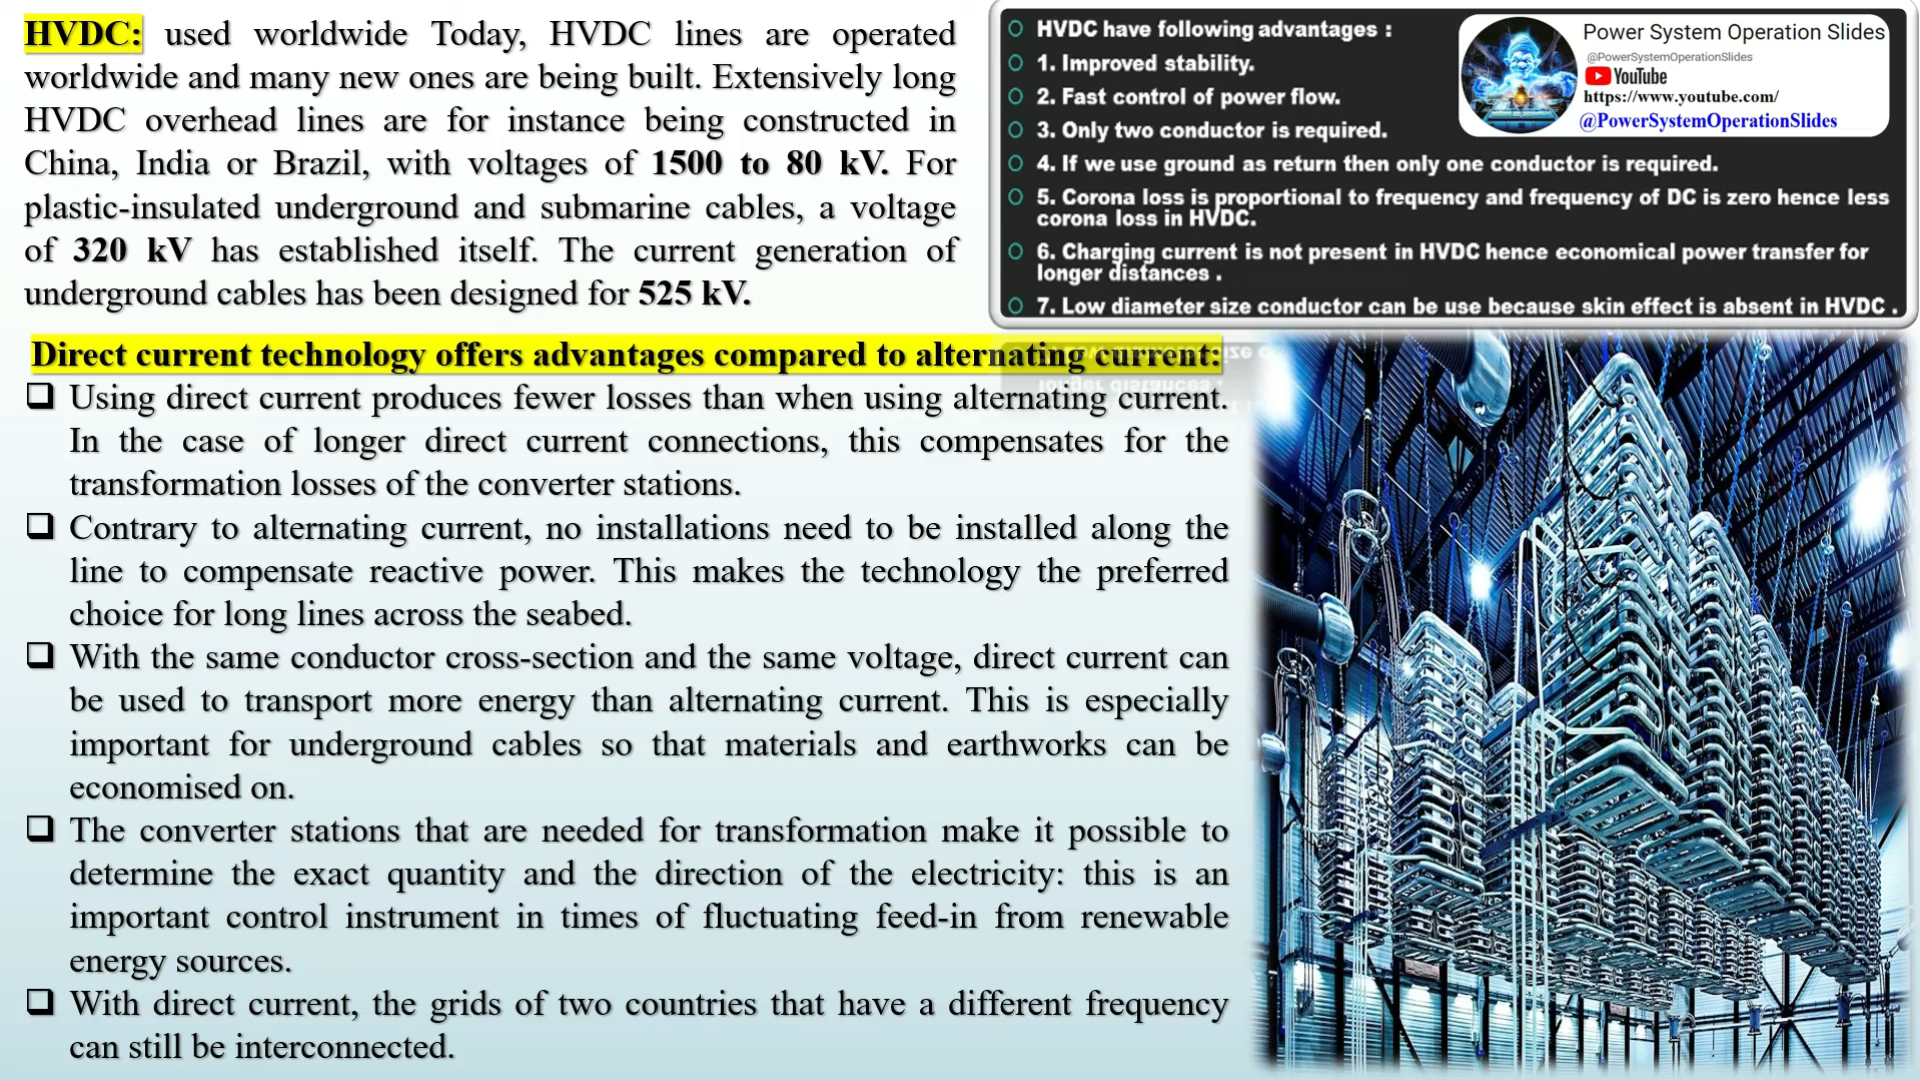 HVDC: used worldwide Today, HVDC lines are operated
worldwide and many new ones are being built. Extensively long
HVDC overhead lines are for instance being constructed in
China, India or Brazil, with voltages of 1500 to 80 kV. For
plastic-insulated underground and submarine cables, a voltage
of 320 kV has established itself. The current generation of
underground cables has been designed for 525 kV.
HVDC have following advantages :
1. Improved stability.
2. Fast control of power flow.
3. Only two conductor is required.
4. If we use ground as return then only one conductor is required.
5. Corona loss is proportional to frequency and frequency of DC is zero hence less
corona loss in HVDC.
6. Charging current is not present in HVDC hence economical power transfer for
longer distances .
7. Low diameter size conductor can be use because skin effect is absent in HVDC .
Power System Operation Slides
@PowerSystemOperationSlides
YouTube
https://www.youtube.com/
@PowerSystemOperationSlides
Direct current technology offers advantages compared to alternating current:
❑ Using direct current produces fewer losses than when using alternating current.
In the case of longer direct current connections, this compensates for the
transformation losses of the converter stations.
❑ Contrary to alternating current, no installations need to be installed along the
line to compensate reactive power. This makes the technology the preferred
choice for long lines across the seabed.
❑ With the same conductor cross-section and the same voltage, direct current can
be used to transport more energy than alternating current. This is especially
important for underground cables so that materials and earthworks can be
economised on.
❑ The converter stations that are needed for transformation make it possible to
determine the exact quantity and the direction of the electricity: this is an
important control instrument in times of fluctuating feed-in from renewable
energy sources.
❑ With direct current, the grids of two countries that have a different frequency
can still be interconnected.